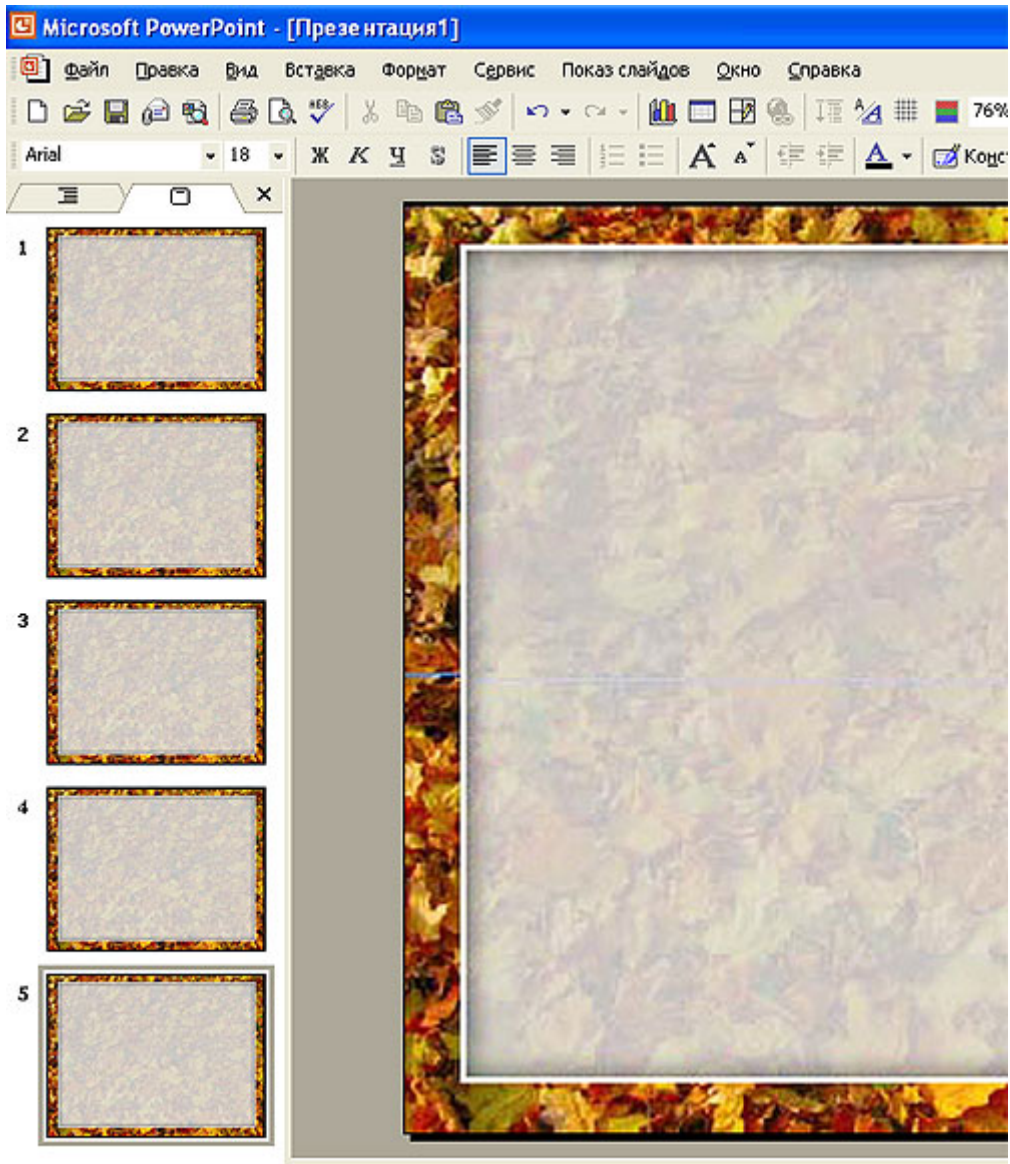 Microsoft PowerPoint - [Презентация1]
Файл Правка Вид Вставка Формат Сервис Показ слайдов Окно Справка
76%
Arial 18 Ж К Ч S A A A Конс
1
2
3
4
5